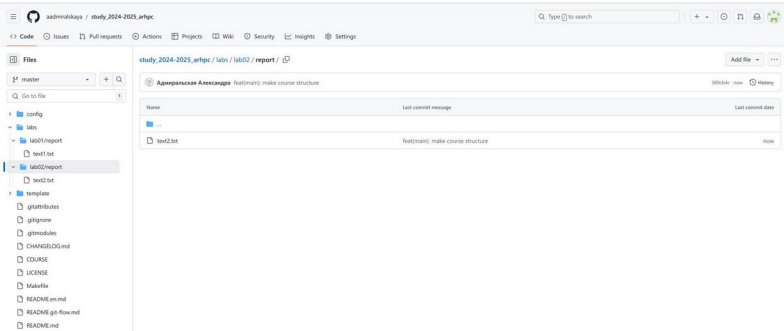 aadmiralskaya / study_2024-2025_arhpc
Type / to search
Code Issues Pull requests Actions Projects Wiki Security Insights Settings
Files
study_2024-2025_arhpc / labs / lab02 / report /
Add file
master
Go to file
t
Адмиральская Александра feat(main): make course structure
now History
Name Last commit message Last commit date
config
labs
..
lab01/report
text2.txt feat(main): make course structure now
text1.txt
lab02/report
text2.txt
template
.gitattributes
.gitignore
.gitmodules
CHANGELOG.md
COURSE
LICENSE
Makefile
README.en.md
README.git-flow.md
README.md